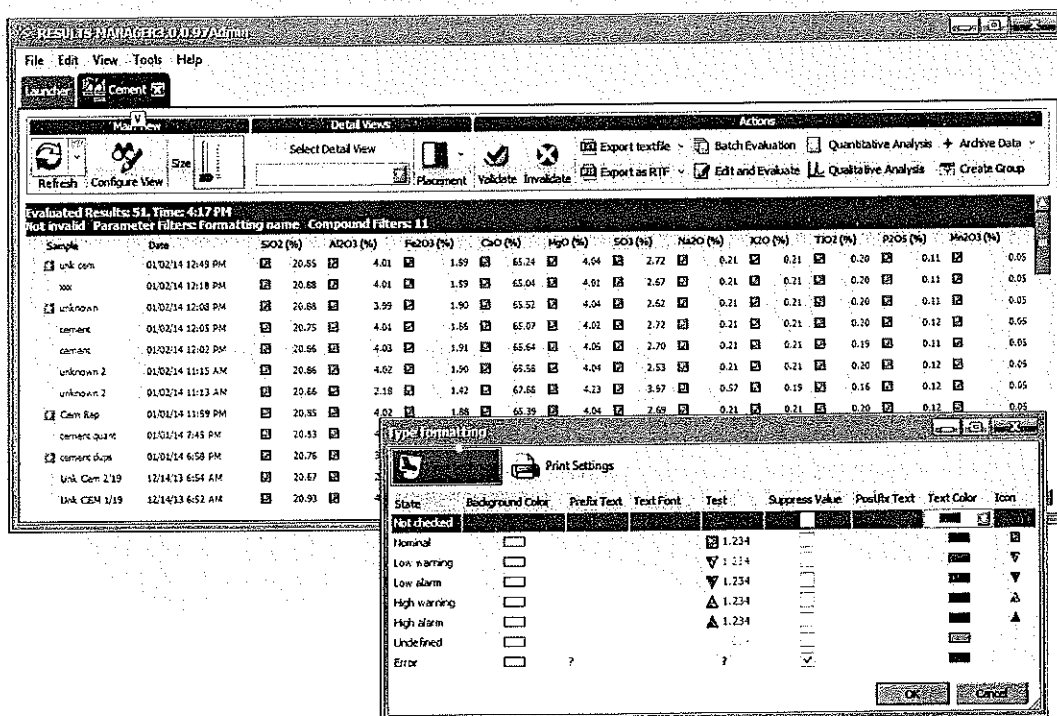 RESULTS MANAGER3.0.0.97Admin
File Edit View Tools Help
Launcher Cement
Main View Detail Views Actions
Select Detail View Export textfile Batch Evaluation Quantitative Analysis Archive Data
Size
Refresh Configure View Placement Validate Invalidate Export as RTF Edit and Evaluate Qualitative Analysis Create Group
Evaluated Results: 51, Time: 4:17 PM
Not invalid Parameter Filters: Formatting name Compound Filters: 11
Sample Date SiO2 (%) Al2O3 (%) Fe2O3 (%) CaO (%) MgO (%) SO3 (%) Na2O (%) K2O (%) TiO2 (%) P2O5 (%) Mn2O3 (%)
unk cem 01/02/14 12:49 PM 20.55 4.01 1.89 65.24 4.04 2.72 0.21 0.21 0.20 0.11 0.05
xxx 01/02/14 12:18 PM 20.68 4.01 1.89 65.04 4.01 2.67 0.21 0.21 0.20 0.11 0.05
unknown 01/02/14 12:08 PM 20.68 3.99 1.90 65.52 4.04 2.62 0.21 0.21 0.20 0.11 0.05
cement 01/02/14 12:05 PM 20.75 4.01 65.07 4.02 2.72 0.21 0.21 0.20 0.12 0.05
cement 01/02/14 12:02 PM 20.66 4.03 1.91 65.64 4.05 2.70 0.21 0.21 0.19 0.11 0.05
unknown 2 01/02/14 11:15 AM 20.66 4.02 1.90 65.58 4.04 2.53 0.21 0.21 0.20 0.12 0.05
unknown 2 01/02/14 11:13 AM 20.66 2.18 1.42 67.66 4.23 3.97 0.57 0.19 0.16 0.12 0.05
Cem Rep 01/01/14 11:59 PM 20.55 4.02 1.88 65.39 4.04 2.69 0.21 0.21 0.20 0.12 0.05
cement quant 01/01/14 7:45 PM 20.53
cement dups 01/01/14 6:58 PM 20.76
Unk Cem 2/19 12/14/13 6:54 AM 20.67
Unk CEM 1/19 12/14/13 6:52 AM 20.93
Type formatting
Print Settings
State Background Color Prefix Text Text Font Test Suppress Value Postfix Text Text Color Icon
Not checked
Nominal 1.234
Low warning 1.234
Low alarm 1.234
High warning 1.234
High alarm 1.234
Undefined
Error ? ?
OK Cancel